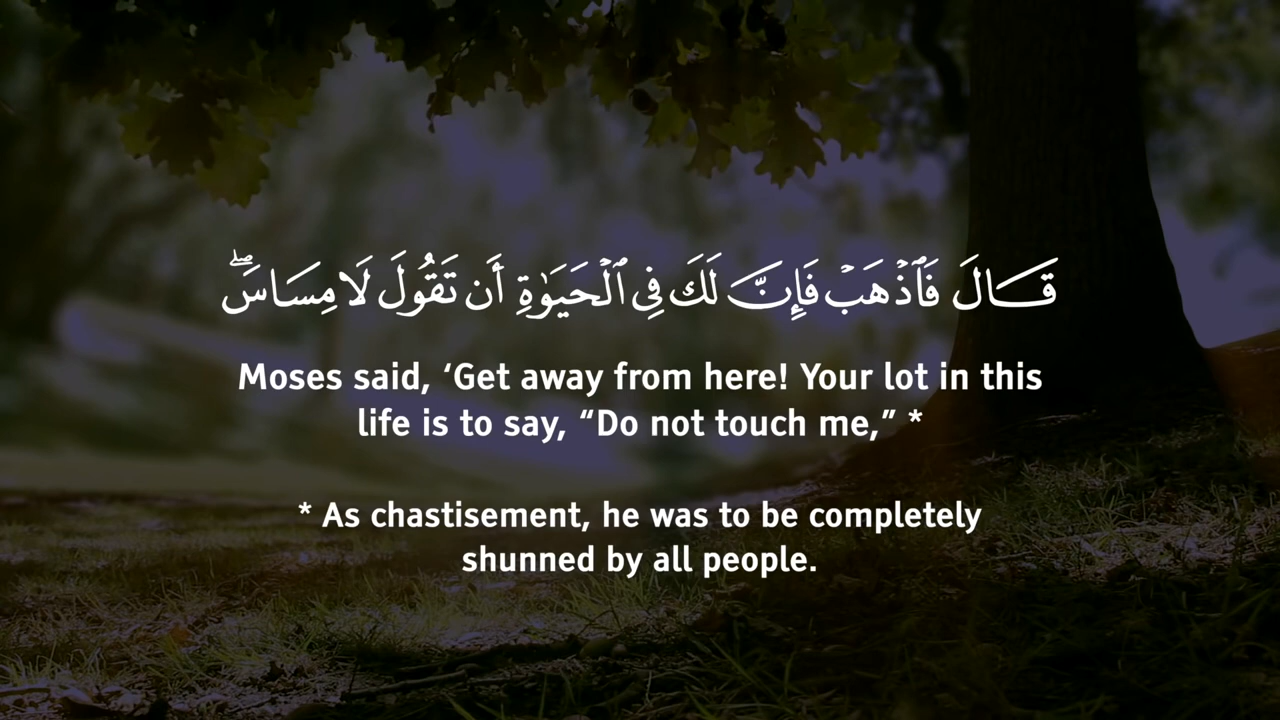 قَالَ فَٱذْهَبْ فَإِنَّ لَكَ فِى ٱلْحَيَوٰةِ أَن تَقُولَ لَا مِسَاسَ ۖ
Moses said, ‘Get away from here! Your lot in this
life is to say, “Do not touch me,” *
* As chastisement, he was to be completely
shunned by all people.